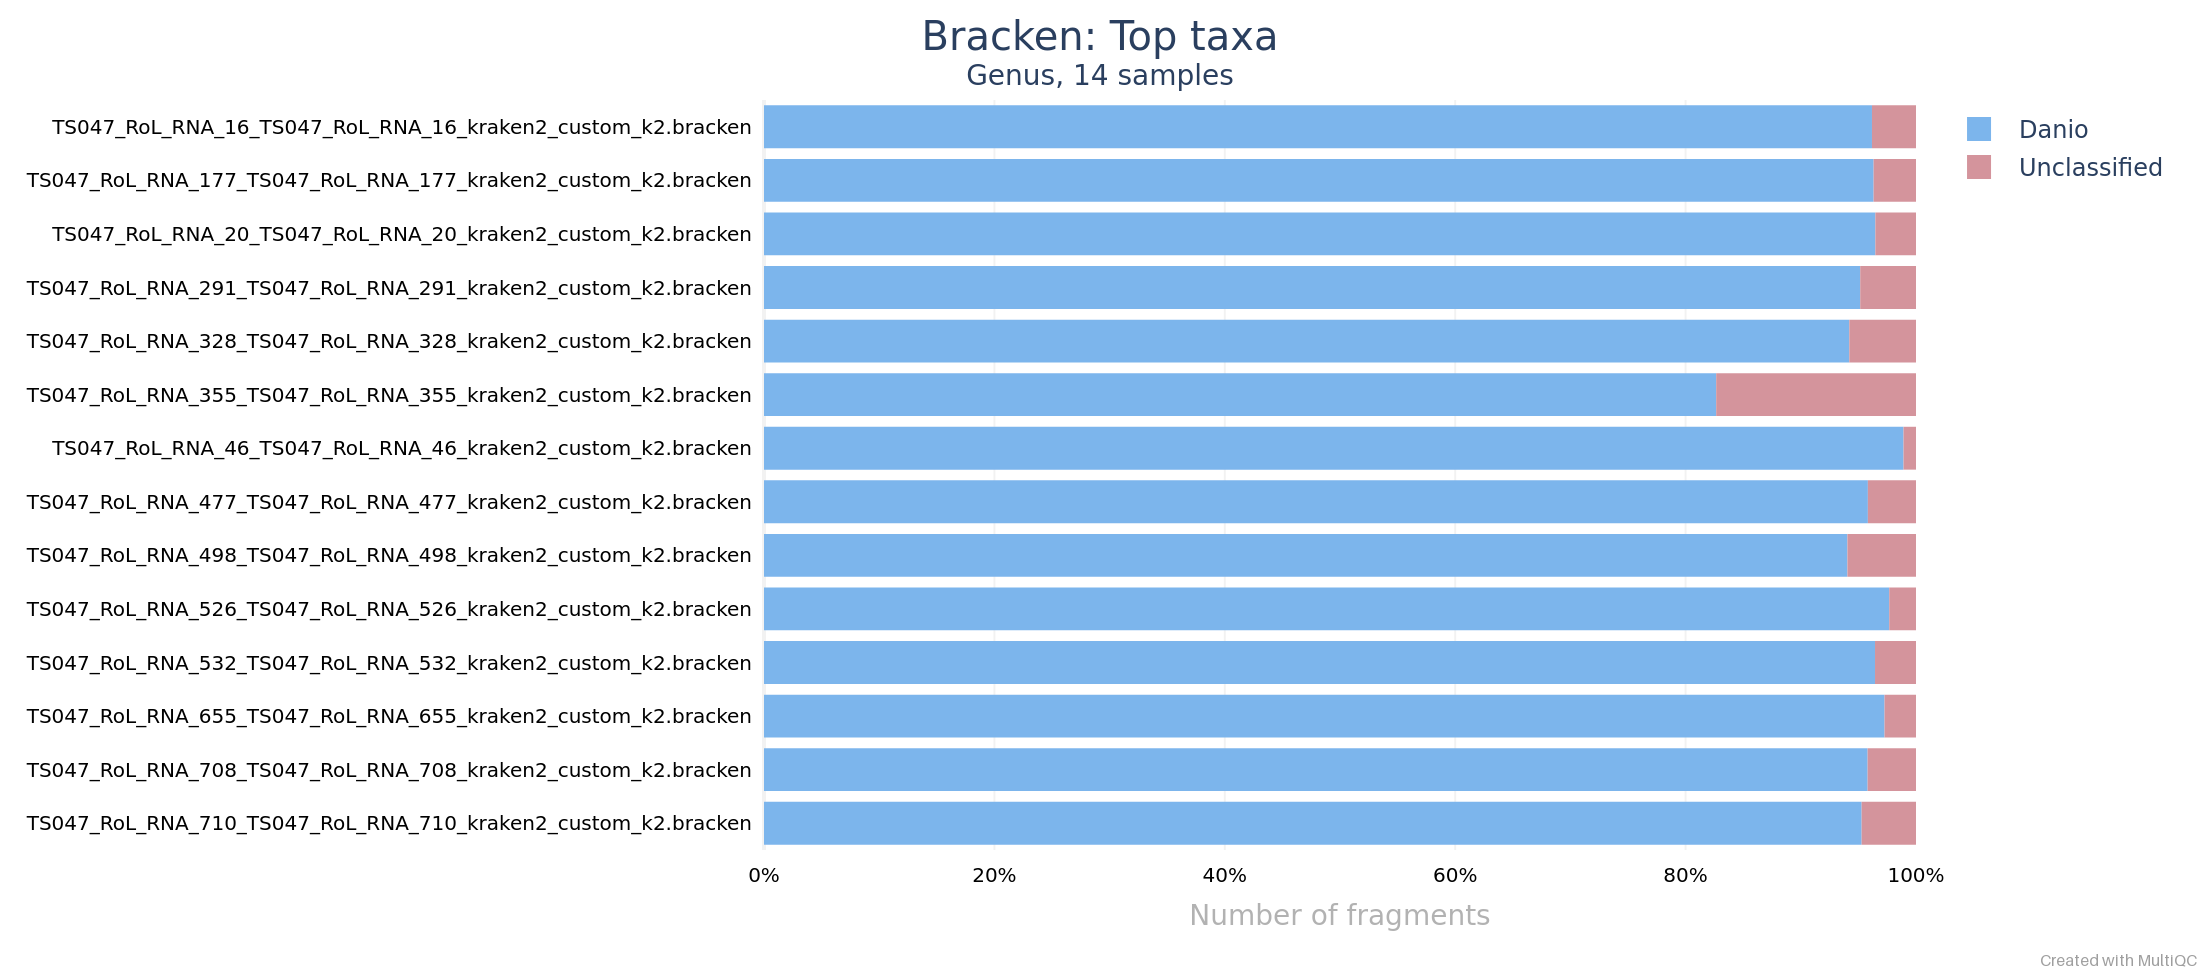 Bracken: Top taxa
Genus, 14 samples
TS047_RoL_RNA_16_TS047_RoL_RNA_16_kraken2_custom_k2.bracken
TS047_RoL_RNA_177_TS047_RoL_RNA_177_kraken2_custom_k2.bracken
TS047_RoL_RNA_20_TS047_RoL_RNA_20_kraken2_custom_k2.bracken
TS047_RoL_RNA_291_TS047_RoL_RNA_291_kraken2_custom_k2.bracken
TS047_RoL_RNA_328_TS047_RoL_RNA_328_kraken2_custom_k2.bracken
TS047_RoL_RNA_355_TS047_RoL_RNA_355_kraken2_custom_k2.bracken
TS047_RoL_RNA_46_TS047_RoL_RNA_46_kraken2_custom_k2.bracken
TS047_RoL_RNA_477_TS047_RoL_RNA_477_kraken2_custom_k2.bracken
TS047_RoL_RNA_498_TS047_RoL_RNA_498_kraken2_custom_k2.bracken
TS047_RoL_RNA_526_TS047_RoL_RNA_526_kraken2_custom_k2.bracken
TS047_RoL_RNA_532_TS047_RoL_RNA_532_kraken2_custom_k2.bracken
TS047_RoL_RNA_655_TS047_RoL_RNA_655_kraken2_custom_k2.bracken
TS047_RoL_RNA_708_TS047_RoL_RNA_708_kraken2_custom_k2.bracken
TS047_RoL_RNA_710_TS047_RoL_RNA_710_kraken2_custom_k2.bracken
0% 20% 40% 60% 80% 100%
Number of fragments
Danio
Unclassified
Created with MultiQC